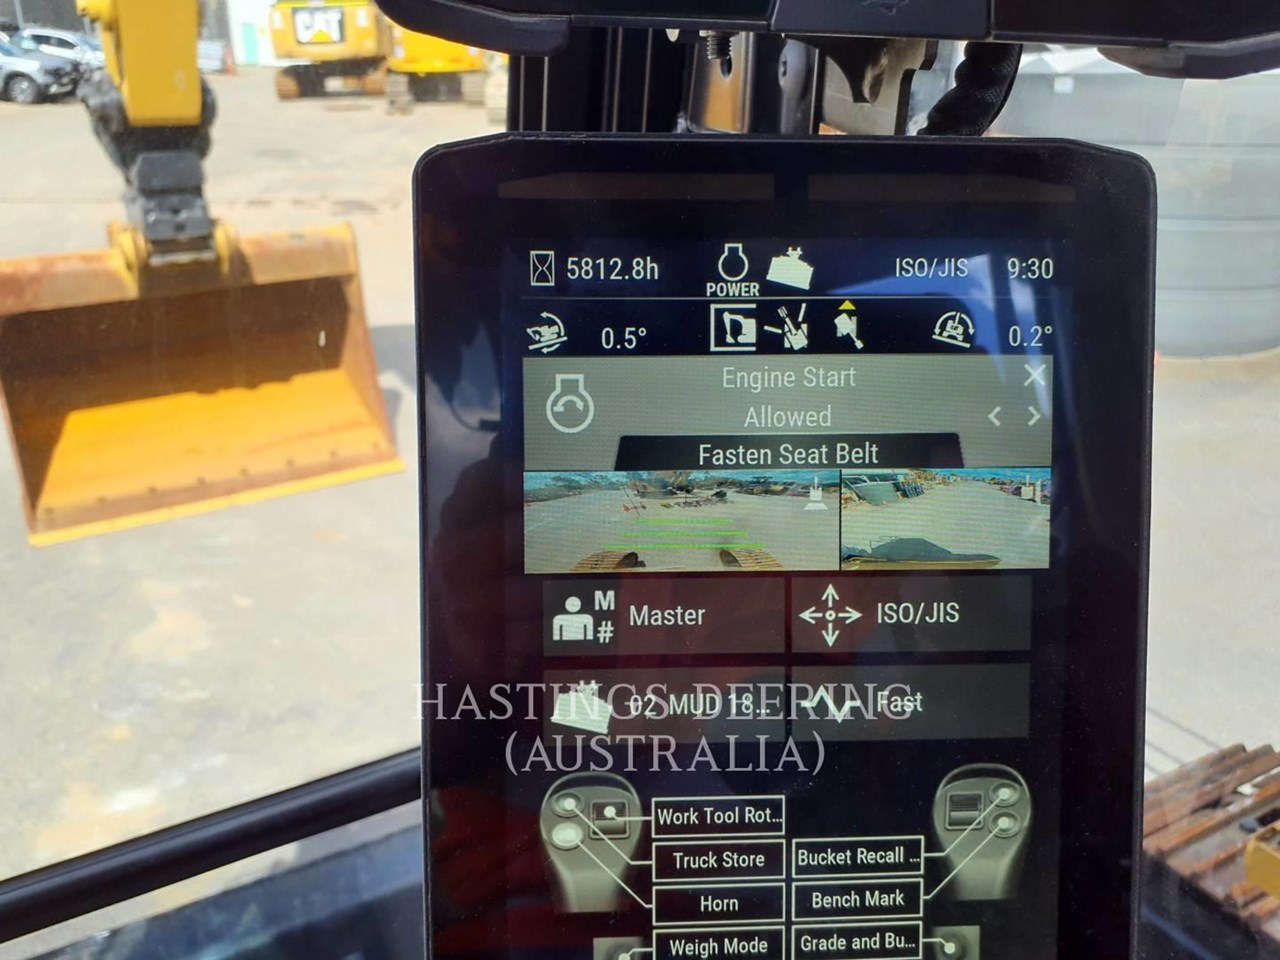 CAT
5812.8h POWER ISO/JIS 9:30
0.5° 0.2°
Engine Start
Allowed
Fasten Seat Belt
M
# Master ISO/JIS
02 MUD 18... Fast
HASTINGS DEERING
(AUSTRALIA)
Work Tool Rot...
Truck Store Bucket Recall ...
Horn Bench Mark
Weigh Mode Grade and Bu...